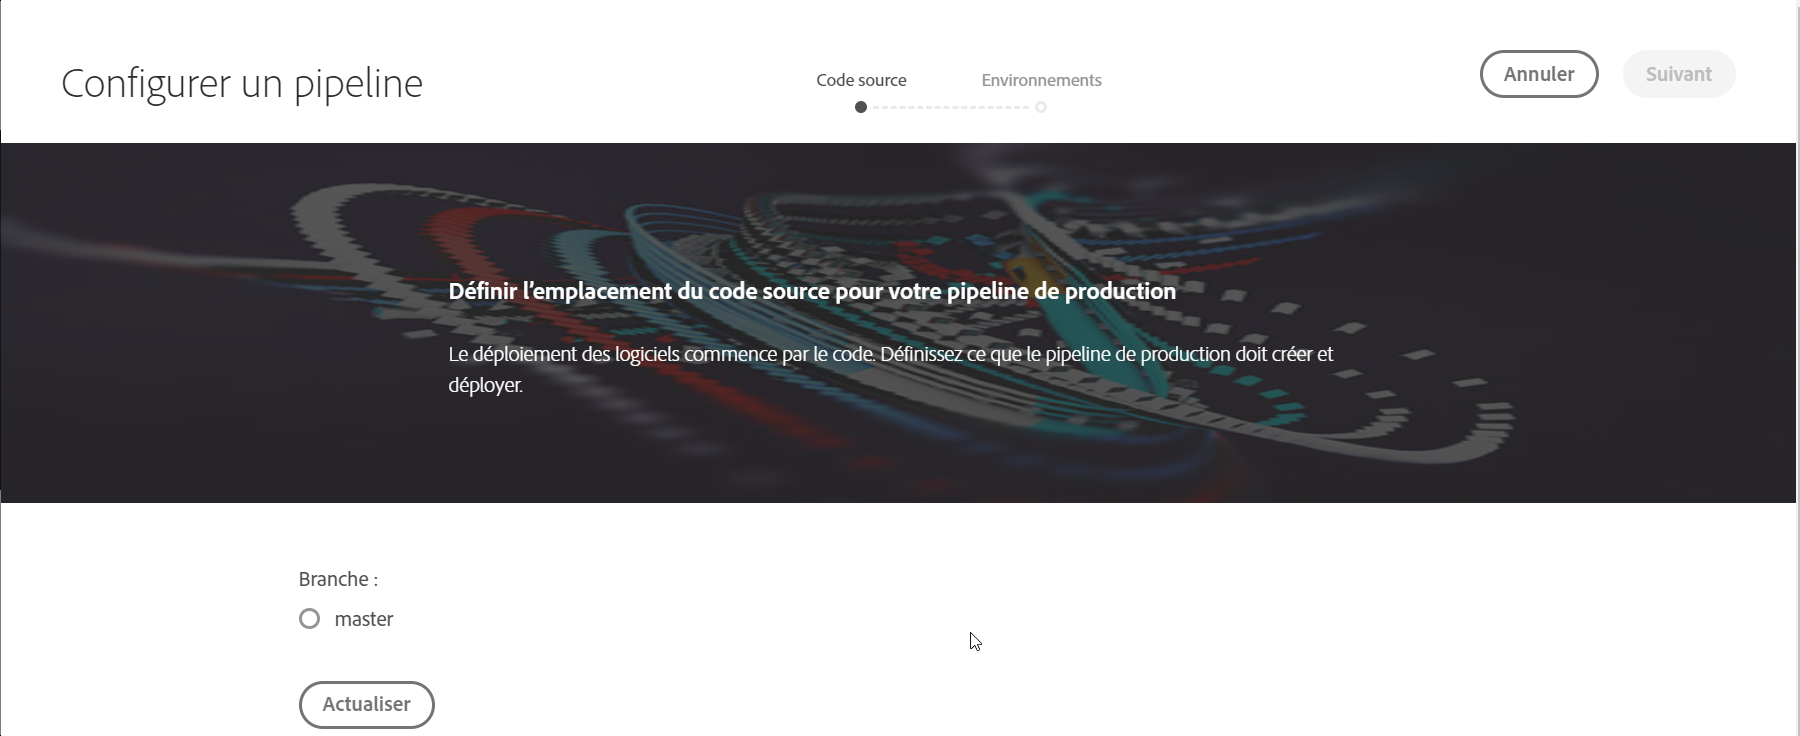 Configurer un pipeline
Code source
Environnements
Annuler
Suivant
Définir l’emplacement du code source pour votre pipeline de production
Le déploiement des logiciels commence par le code. Définissez ce que le pipeline de production doit créer et
déployer.
Branche :
master
Actualiser